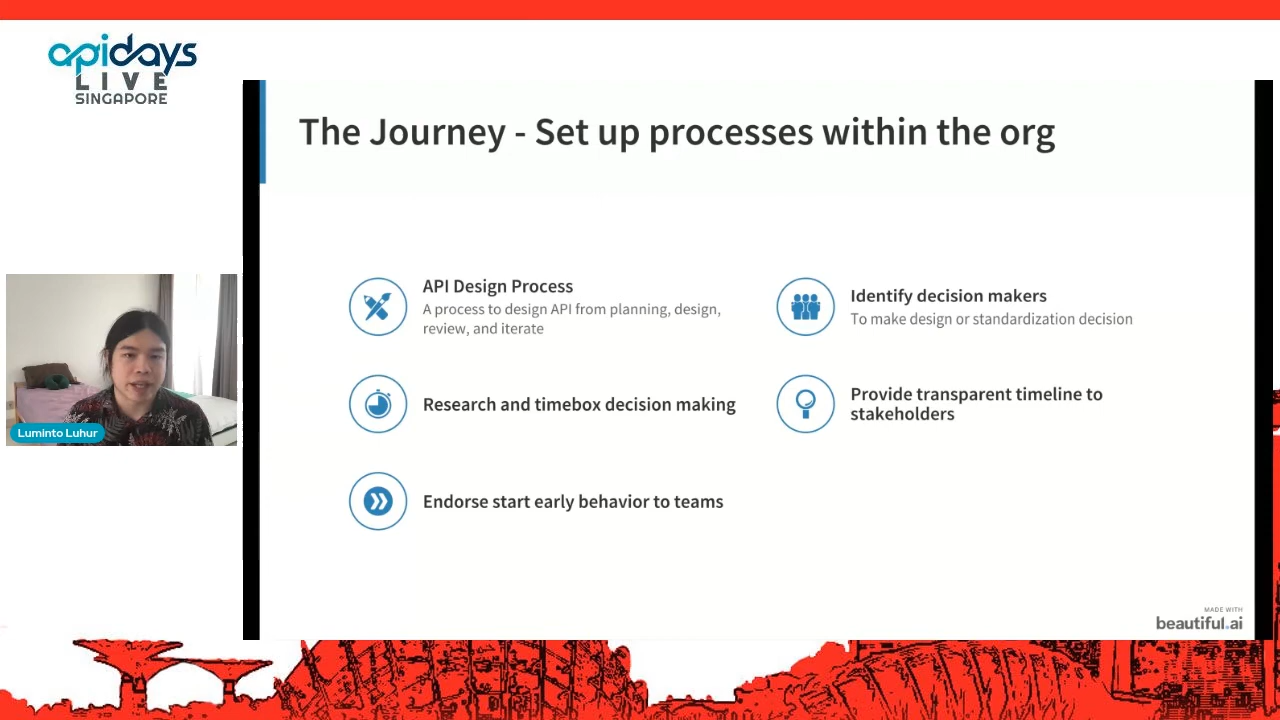 apidays
LIVE
SINGAPORE
The Journey - Set up processes within the org
API Design Process
A process to design API from planning, design,
review, and iterate
Identify decision makers
To make design or standardization decision
Research and timebox decision making
Provide transparent timeline to
stakeholders
Endorse start early behavior to teams
Luminto Luhur
MADE WITH
beautiful.ai